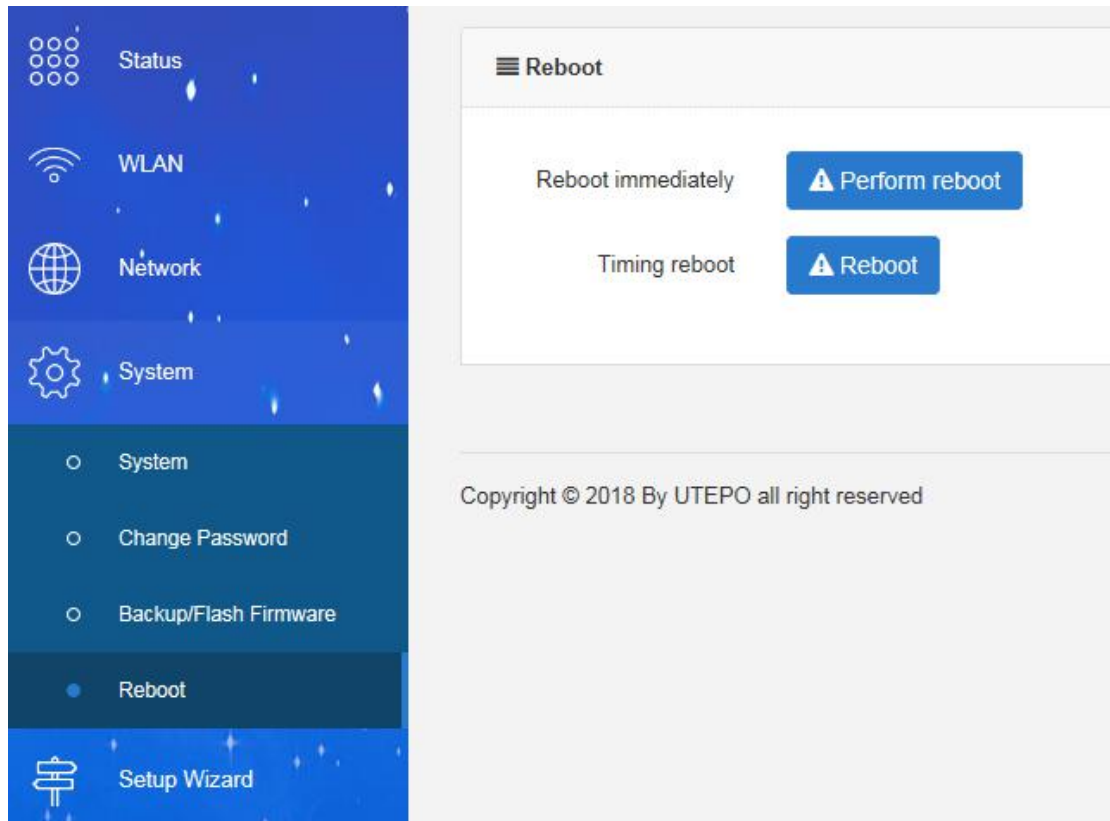 Status
WLAN
Network
System
System
Change Password
Backup/Flash Firmware
Reboot
Setup Wizard
Reboot
Reboot immediately Perform reboot
Timing reboot Reboot
Copyright © 2018 By UTEPO all right reserved